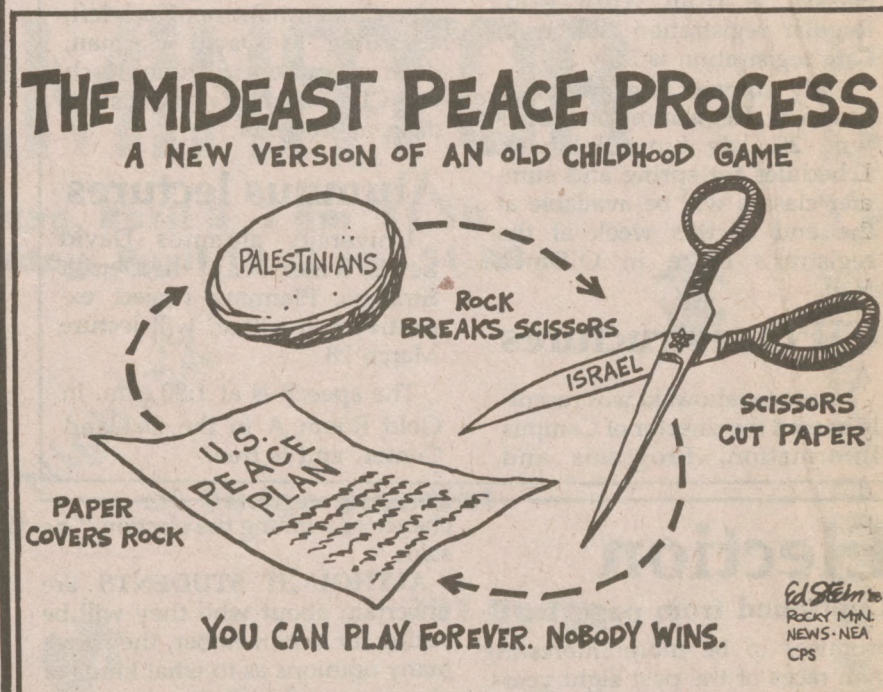 THE MIDEAST PEACE PROCESS
A NEW VERSION OF AN OLD CHILDHOOD GAME
PALESTINIANS
ROCK
BREAKS SCISSORS
ISRAEL
SCISSORS
CUT PAPER
U.S.
PEACE
PLAN
PAPER
COVERS ROCK
YOU CAN PLAY FOREVER. NOBODY WINS.
Ed Stein
ROCKY MTN.
NEWS-NEA
CPS